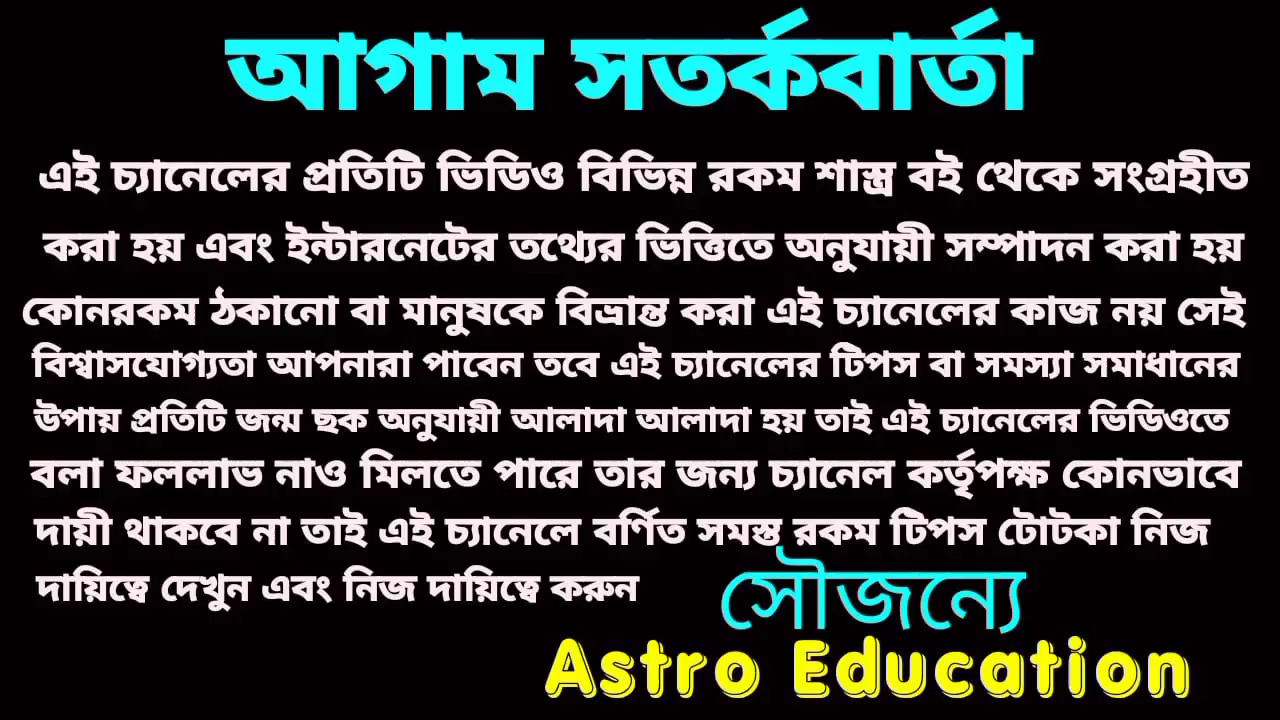 আগাম সতর্কবার্তা
এই চ্যানেলের প্রতিটি ভিডিও বিভিন্ন রকম শাস্ত্র বই থেকে সংগ্রহীত
করা হয় এবং ইন্টারনেটের তথ্যের ভিত্তিতে অনুযায়ী সম্পাদন করা হয়
কোনরকম ঠকানো বা মানুষকে বিভ্রান্ত করা এই চ্যানেলের কাজ নয় সেই
বিশ্বাসযোগ্যতা আপনারা পাবেন তবে এই চ্যানেলের টিপস বা সমস্যা সমাধানের
উপায় প্রতিটি জন্ম ছক অনুযায়ী আলাদা আলাদা হয় তাই এই চ্যানেলের ভিডিওতে
বলা ফললাভ নাও মিলতে পারে তার জন্য চ্যানেল কর্তৃপক্ষ কোনভাবে
দায়ী থাকবে না তাই এই চ্যানেলে বর্ণিত সমস্ত রকম টিপস টোটকা নিজ
দায়িত্বে দেখুন এবং নিজ দায়িত্বে করুন
সৌজন্যে
Astro Education